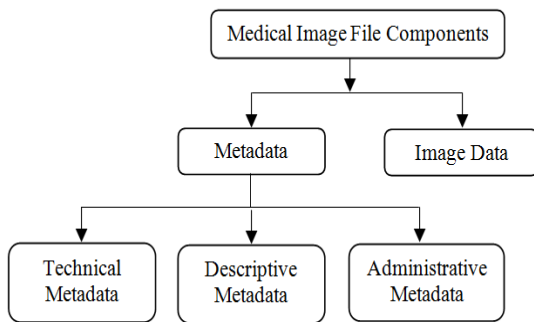 Medical Image File Components
Metadata
Image Data
Technical
Metadata
Descriptive
Metadata
Administrative
Metadata